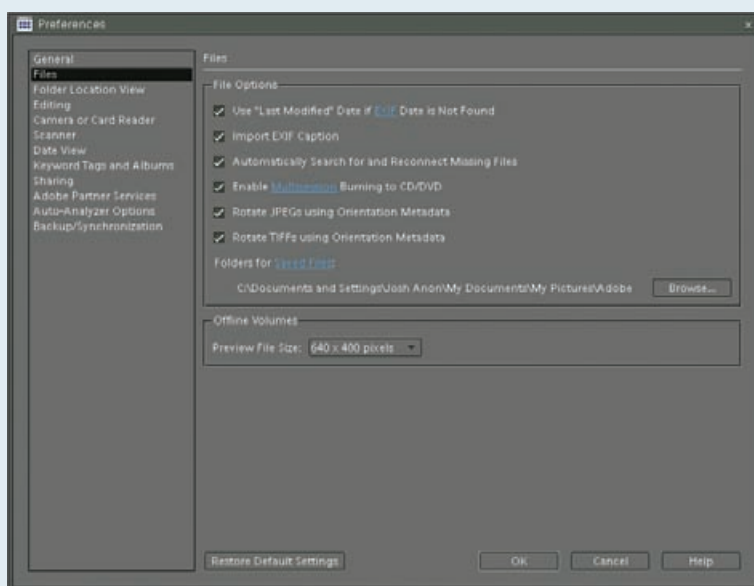 Preferences
General
Files
Folder Location View
Editing
Camera or Card Reader
Scanner
Date View
Keyword Tags and Albums
Sharing
Adobe Partner Services
Auto-Analyzer Options
Backup/Synchronization
Files
File Options
Use "Last Modified" Date if EXIF Date is Not Found
Import EXIF Caption
Automatically Search for and Reconnect Missing Files
Enable Multisession Burning to CD/DVD
Rotate JPEGs using Orientation Metadata
Rotate TIFFs using Orientation Metadata
Folders for Saved Files:
C:\Documents and Settings\Josh Anon\My Documents\My Pictures\Adobe
Browse...
Offline Volumes
Preview File Size: 640 x 400 pixels
Restore Default Settings
OK
Cancel
Help